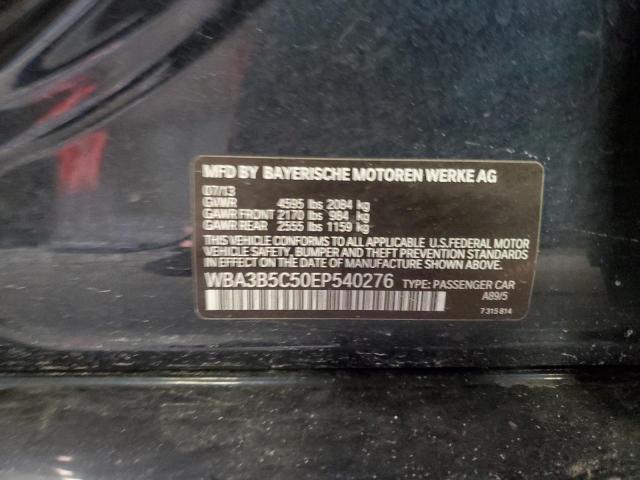 MFD BY BAYERISCHE MOTOREN WERKE AG
07/13
GVWR 4595 lbs 2084 kg
GAWR FRONT 2170 lbs 984 kg
GAWR REAR 2555 lbs 1159 kg
THIS VEHICLE CONFORMS TO ALL APPLICABLE U.S.FEDERAL MOTOR
VEHICLE SAFETY, BUMPER AND THEFT PREVENTION STANDARDS
IN EFFECT ON THE DATE OF MANUFACTURE SHOWN ABOVE.
WBA3B5C50EP540276 TYPE: PASSENGER CAR
A89/5
7 315 814